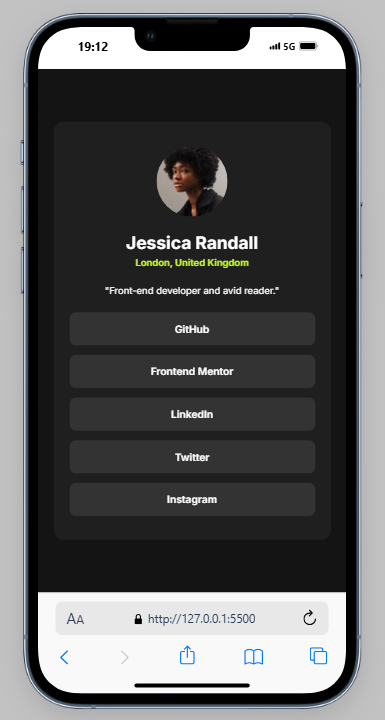 19:12 5G
Jessica Randall
London, United Kingdom
"Front-end developer and avid reader."
GitHub
Frontend Mentor
LinkedIn
Twitter
Instagram
AA http://127.0.0.1:5500